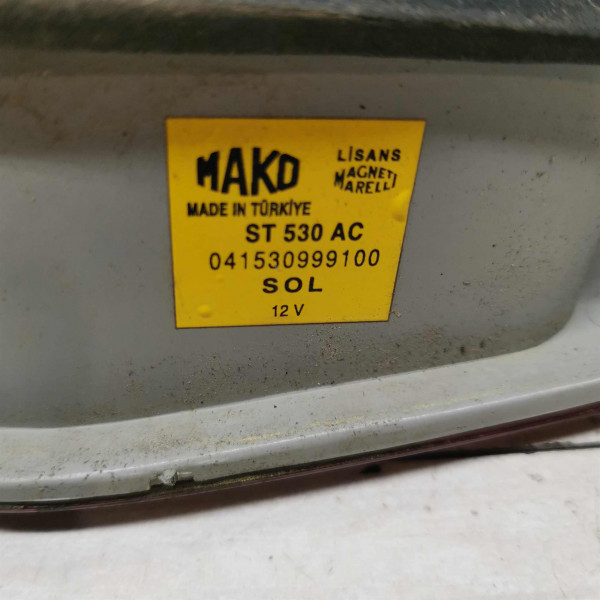 MAKO
LİSANS
MAGNETI
MARELLI
MADE IN TÜRKİYE
ST 530 AC
041530999100
SOL
12 V